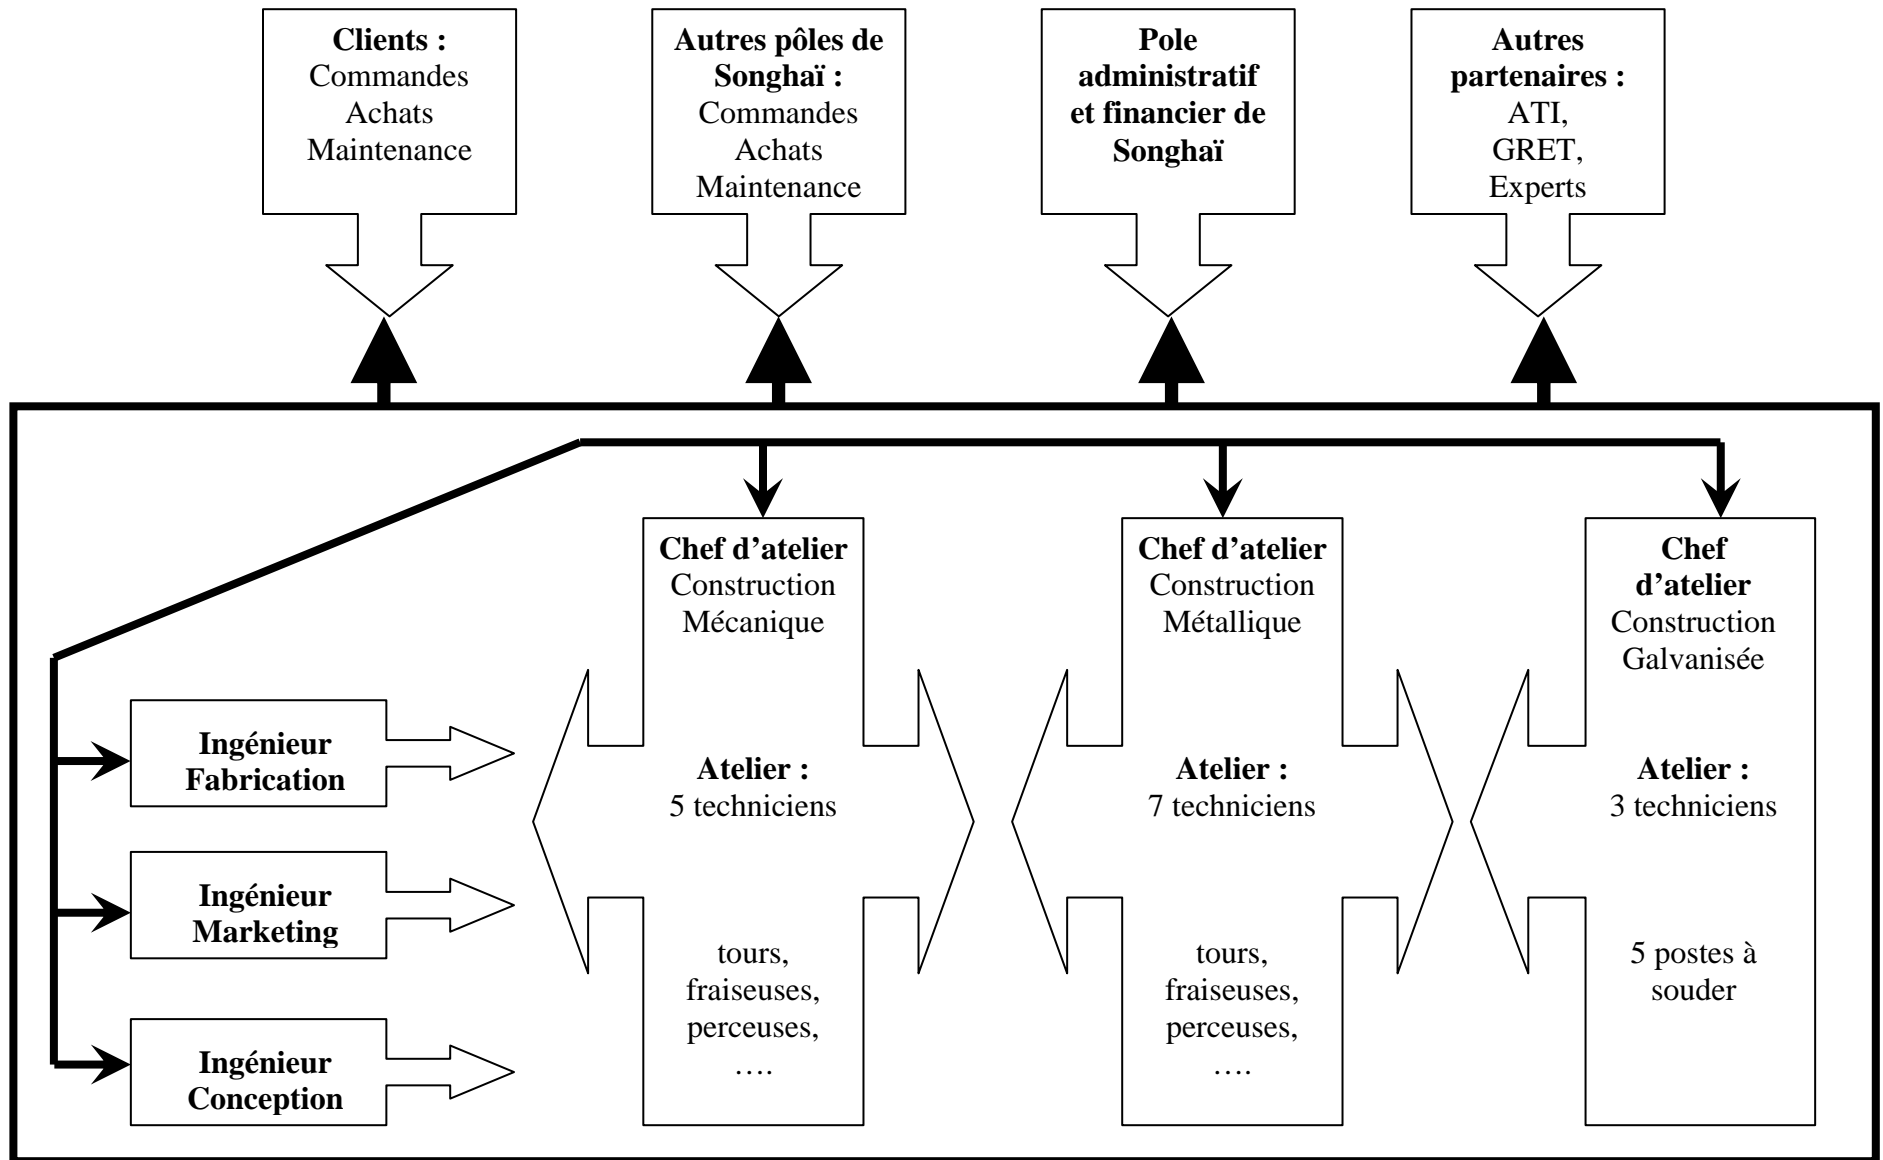 Clients :
Commandes
Achats
Maintenance
Autres pôles de
Songhaï :
Commandes
Achats
Maintenance
Pole
administratif
et financier de
Songhaï
Autres
partenaires :
ATI,
GRET,
Experts
Chef d’atelier
Construction
Mécanique
Atelier :
5 techniciens
tours,
fraiseuses,
perceuses,
….
Chef d’atelier
Construction
Métallique
Atelier :
7 techniciens
tours,
fraiseuses,
perceuses,
….
Chef
d’atelier
Construction
Galvanisée
Atelier :
3 techniciens
5 postes à
souder
Ingénieur
Fabrication
Ingénieur
Marketing
Ingénieur
Conception